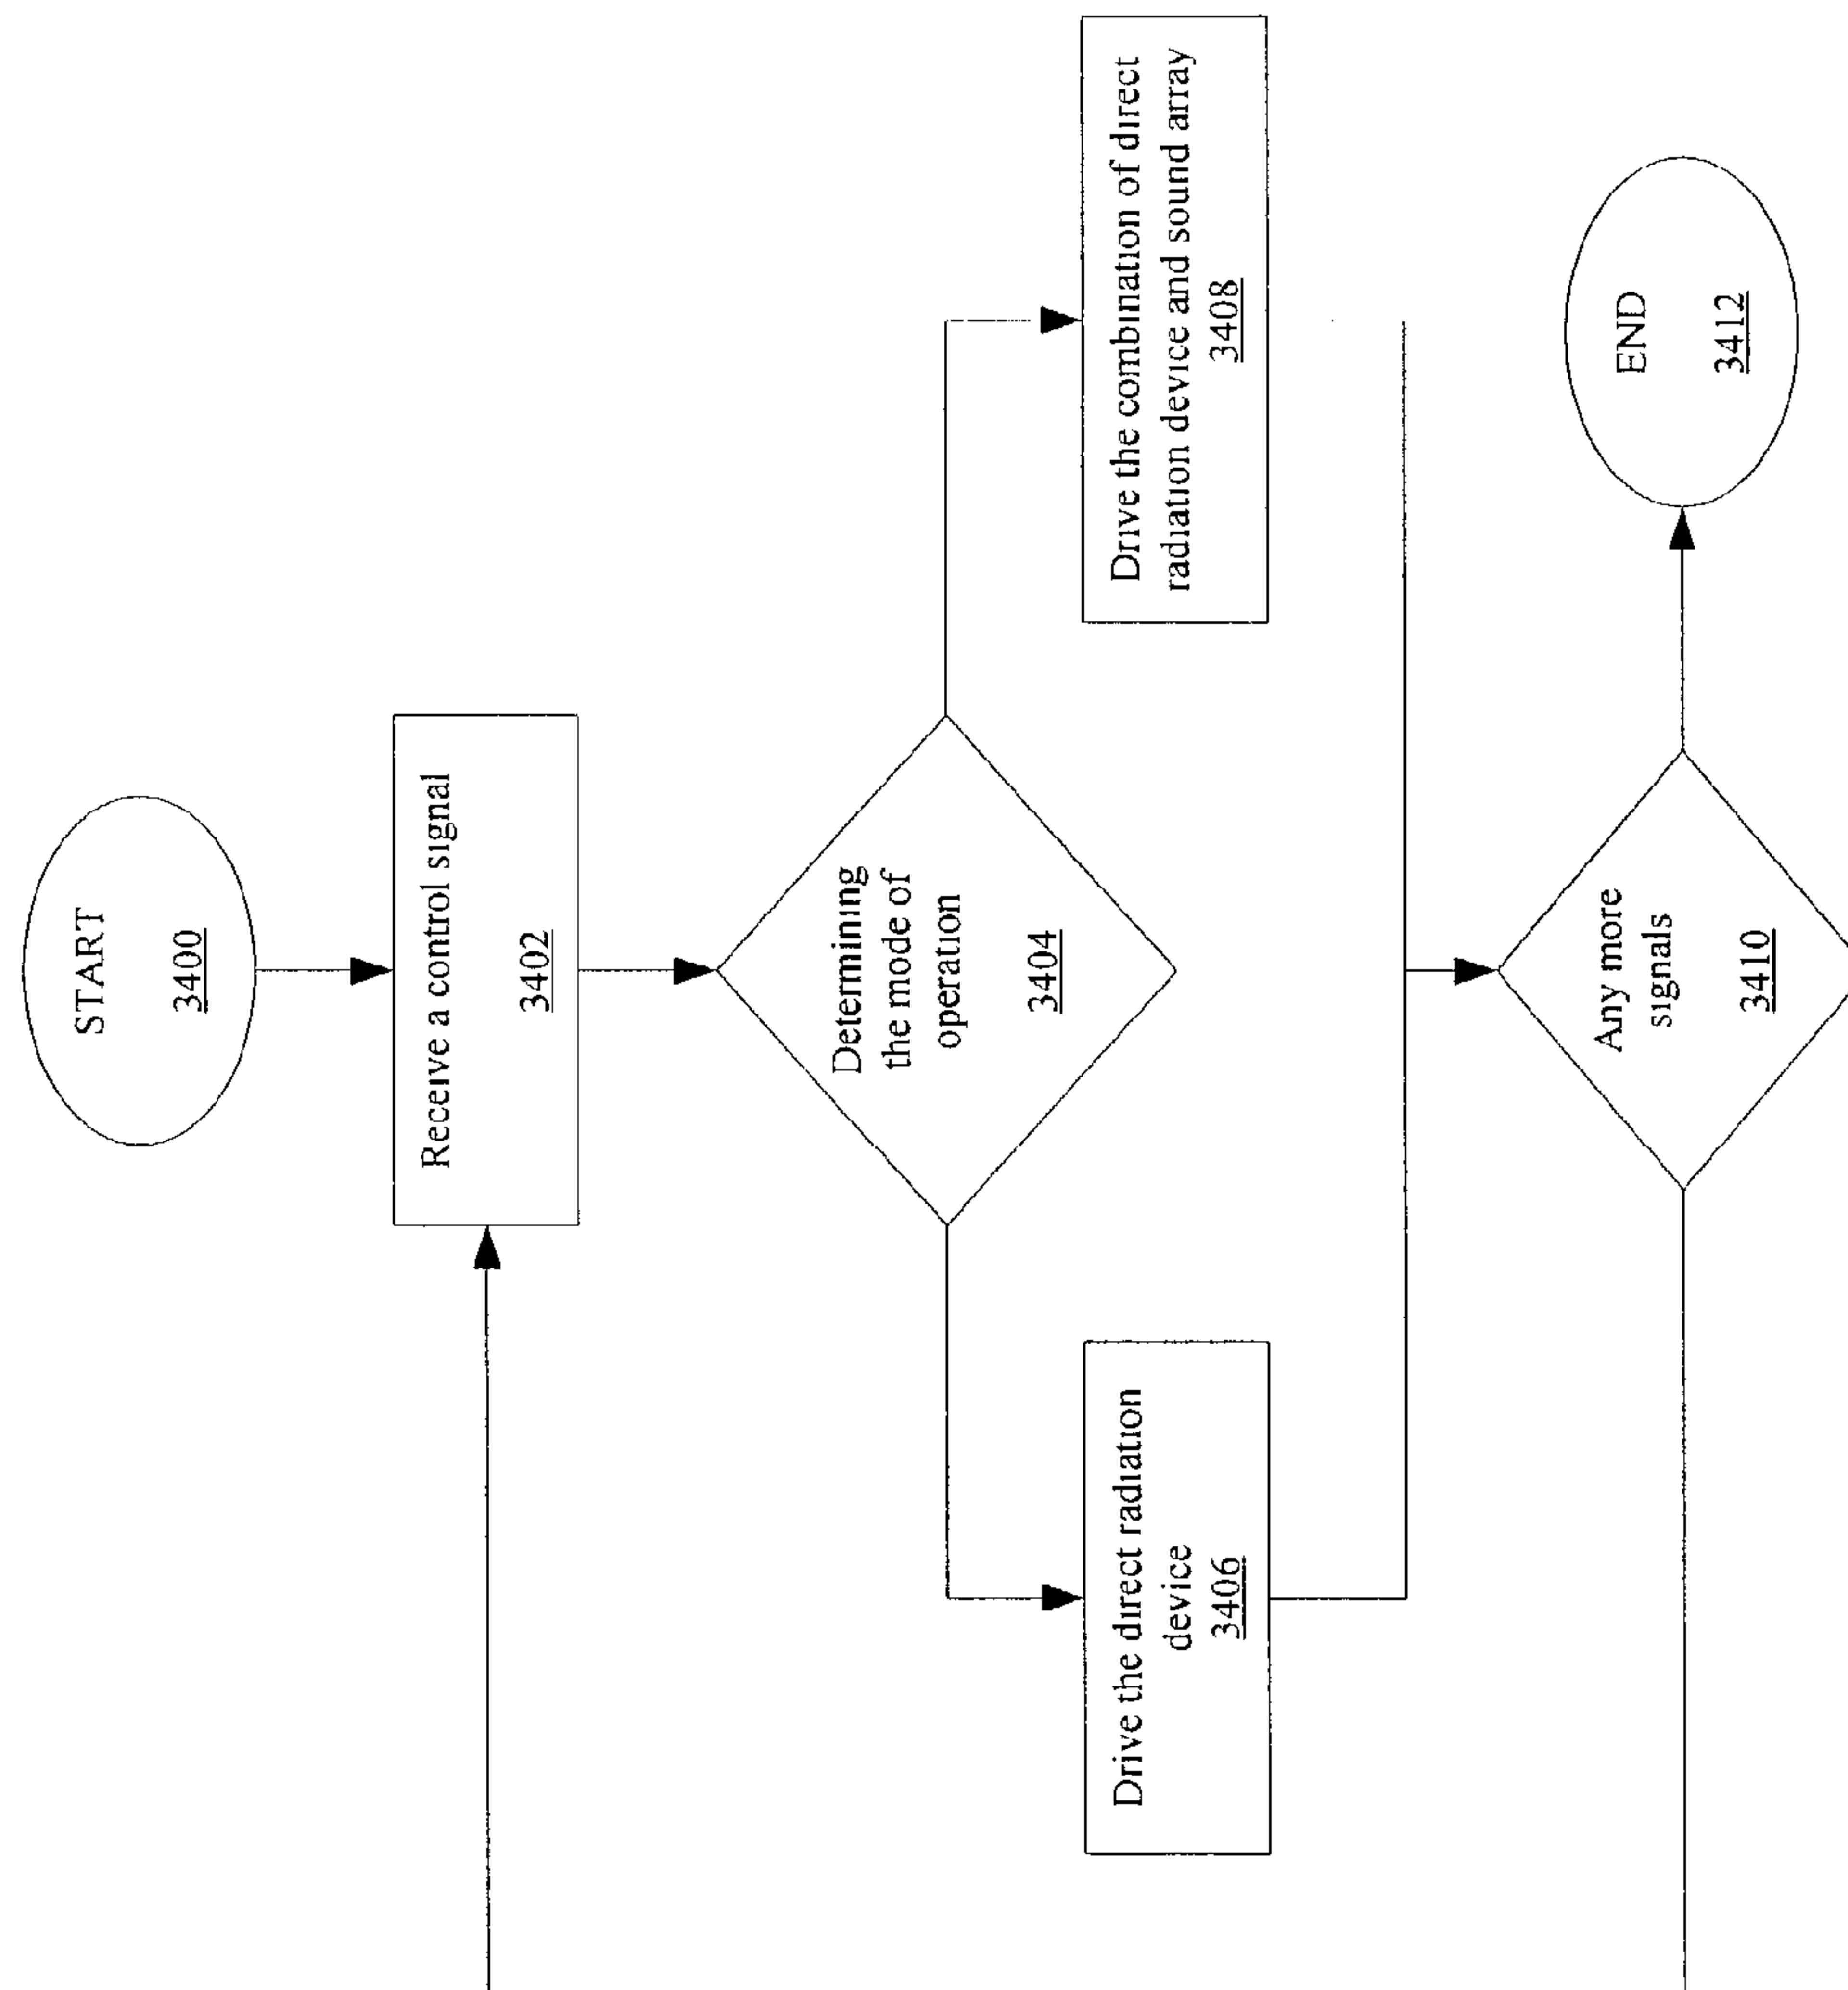 START
3400
Receive a control signal
3402
Determining
the mode of
operation
3404
Drive the direct radiation
device
3406
Drive the combination of direct
radiation device and sound array
3408
Any more
signals
3410
END
3412